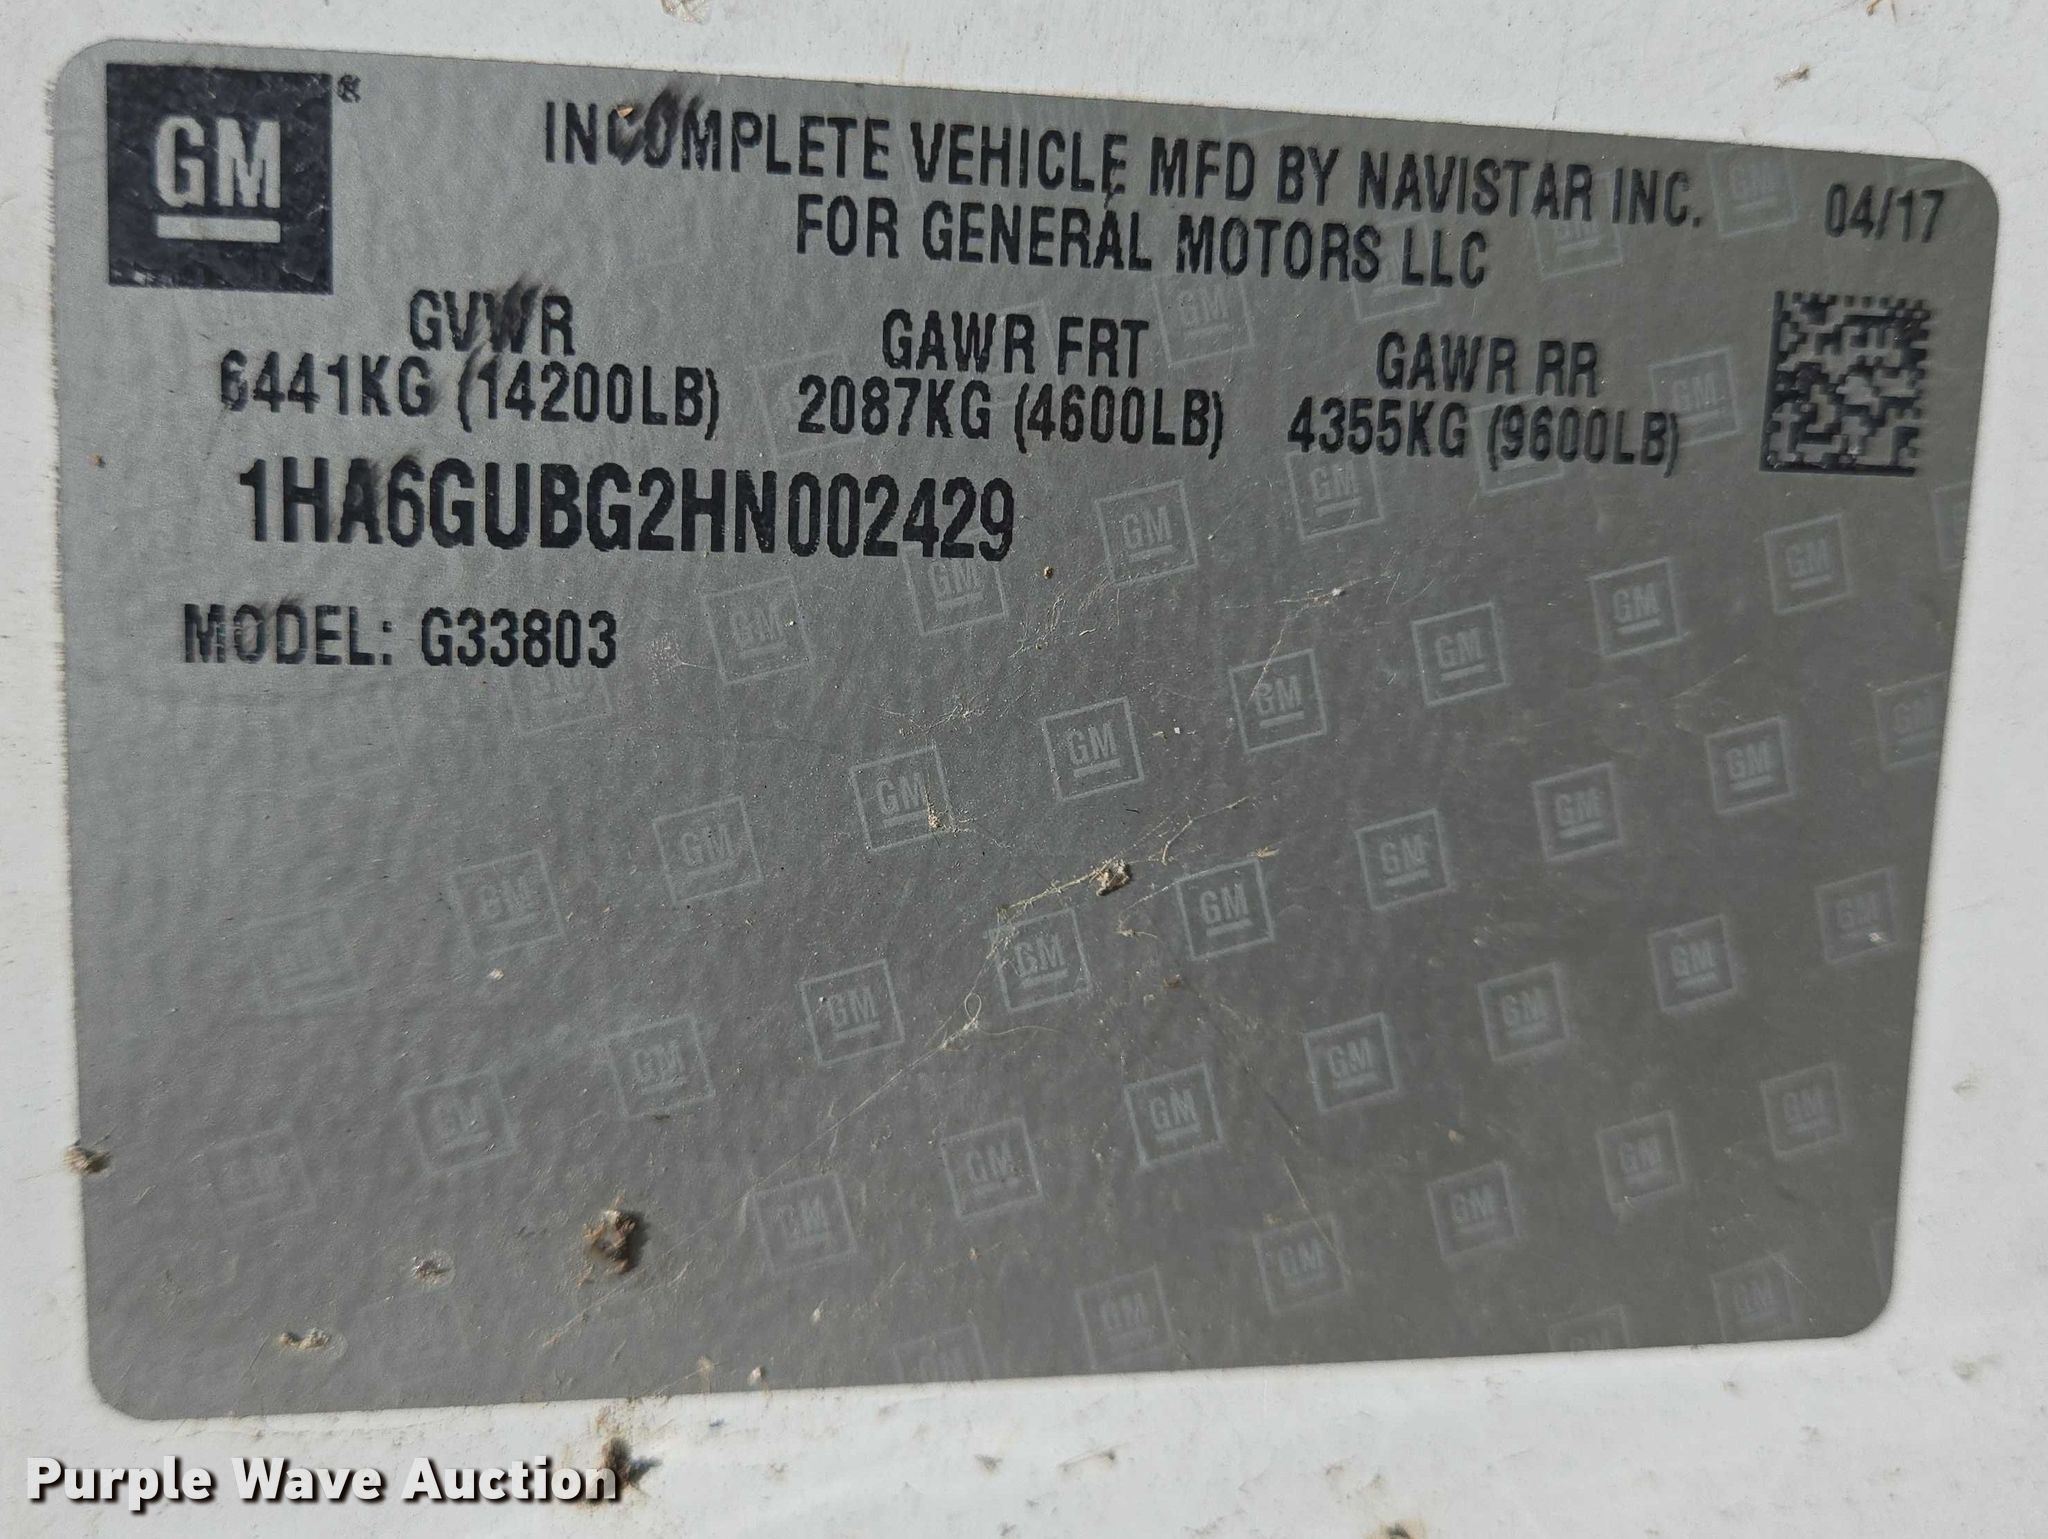 GM®
INCOMPLETE VEHICLE MFD BY NAVISTAR INC.
FOR GENERAL MOTORS LLC
04/17
GVWR
6441KG (14200LB)
GAWR FRT
2087KG (4600LB)
GAWR RR
4355KG (9600LB)
1HA6GUBG2HN002429
MODEL: G33803
Purple Wave Auction